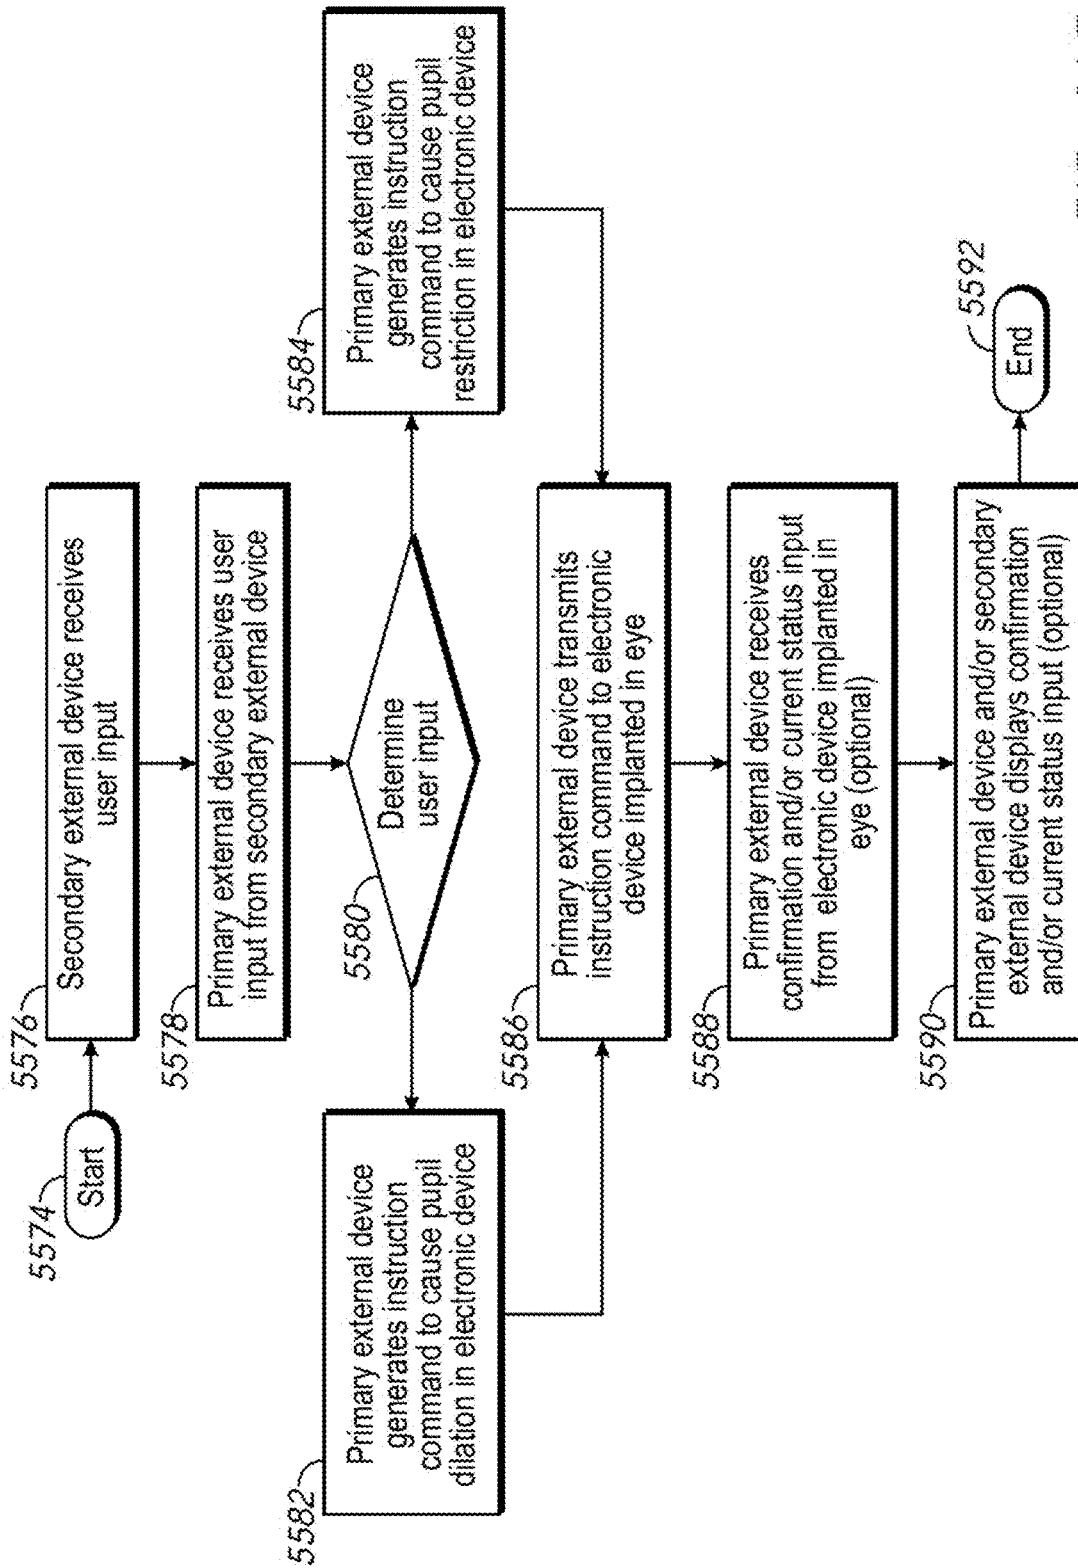 5574
Start
5576
Secondary external device receives
user input
5578
Primary external device receives user
input from secondary external device
5580
Determine
user input
5582
Primary external device
generates instruction
command to cause pupil
dilation in electronic device
5584
Primary external device
generates instruction
command to cause pupil
restriction in electronic device
5586
Primary external device transmits
instruction command to electronic
device implanted in eye
5588
Primary external device receives
confirmation and/or current status input
from electronic device implanted in
eye (optional)
5590
Primary external device and/or secondary
external device displays confirmation
and/or current status input (optional)
5592
End